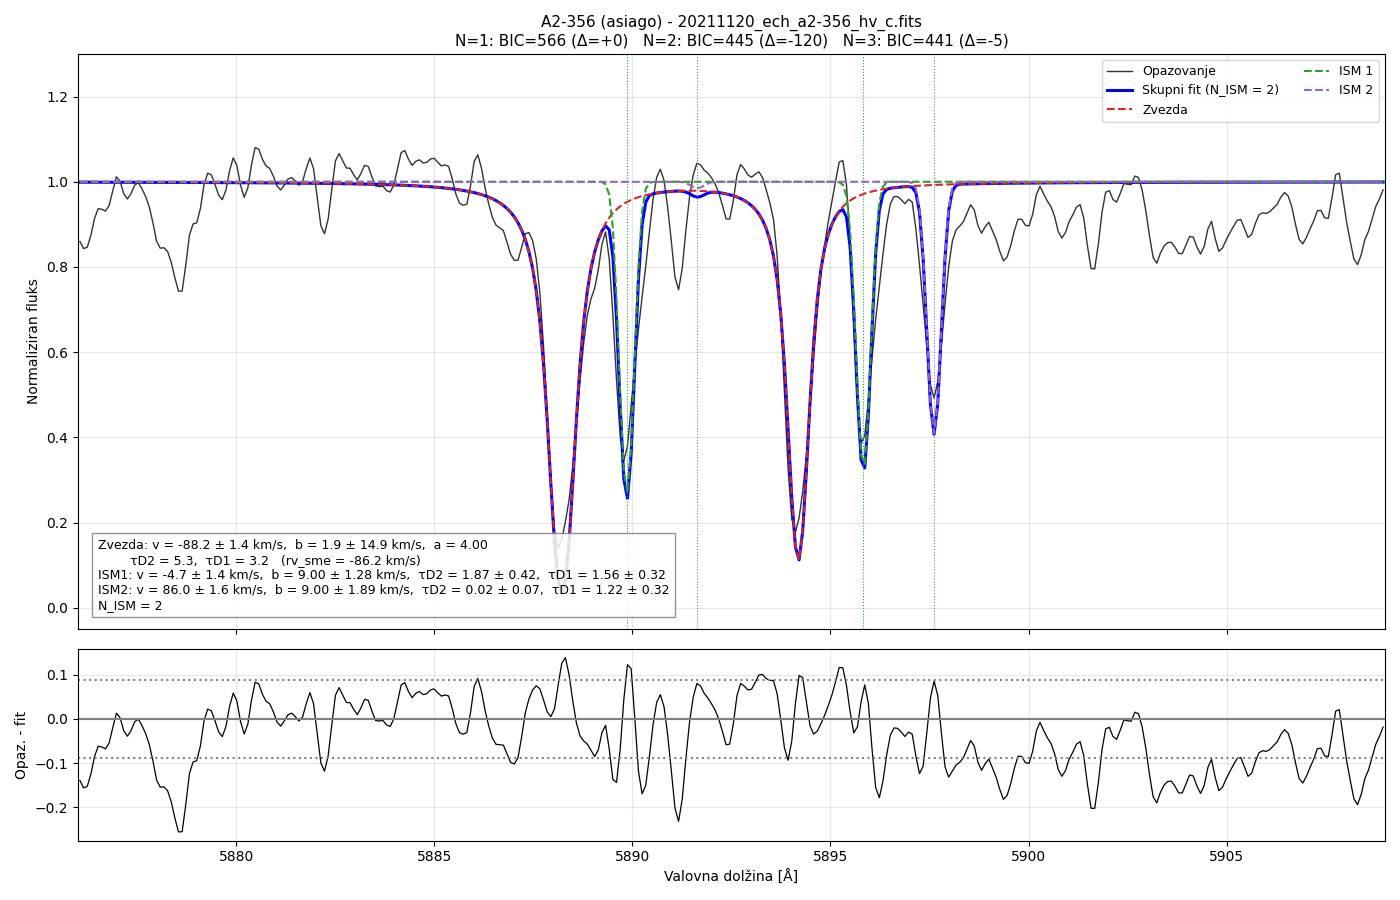 A2-356 (asiago) - 20211120_ech_a2-356_hv_c.fits
N=1: BIC=566 (Δ=+0)   N=2: BIC=445 (Δ=-120)   N=3: BIC=441 (Δ=-5)
Opazovanje
Skupni fit (N_ISM = 2)
Zvezda
ISM 1
ISM 2
Normaliziran fluks
1.2
1.0
0.8
0.6
0.4
0.2
0.0
Zvezda: v = -88.2 ± 1.4 km/s,  b = 1.9 ± 14.9 km/s,  a = 4.00
τD2 = 5.3,  τD1 = 3.2   (rv_sme = -86.2 km/s)
ISM1: v = -4.7 ± 1.4 km/s,  b = 9.00 ± 1.28 km/s,  τD2 = 1.87 ± 0.42,  τD1 = 1.56 ± 0.32
ISM2: v = 86.0 ± 1.6 km/s,  b = 9.00 ± 1.89 km/s,  τD2 = 0.02 ± 0.07,  τD1 = 1.22 ± 0.32
N_ISM = 2
Opaz. - fit
0.1
0.0
−0.1
−0.2
5880 5885 5890 5895 5900 5905
Valovna dolžina [Å]